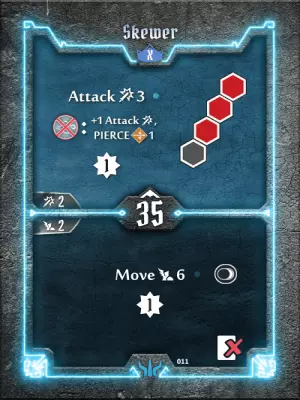 Skewer
X
Attack 3
+1 Attack,
PIERCE 1
1
2
35
2
Move 6
1
011